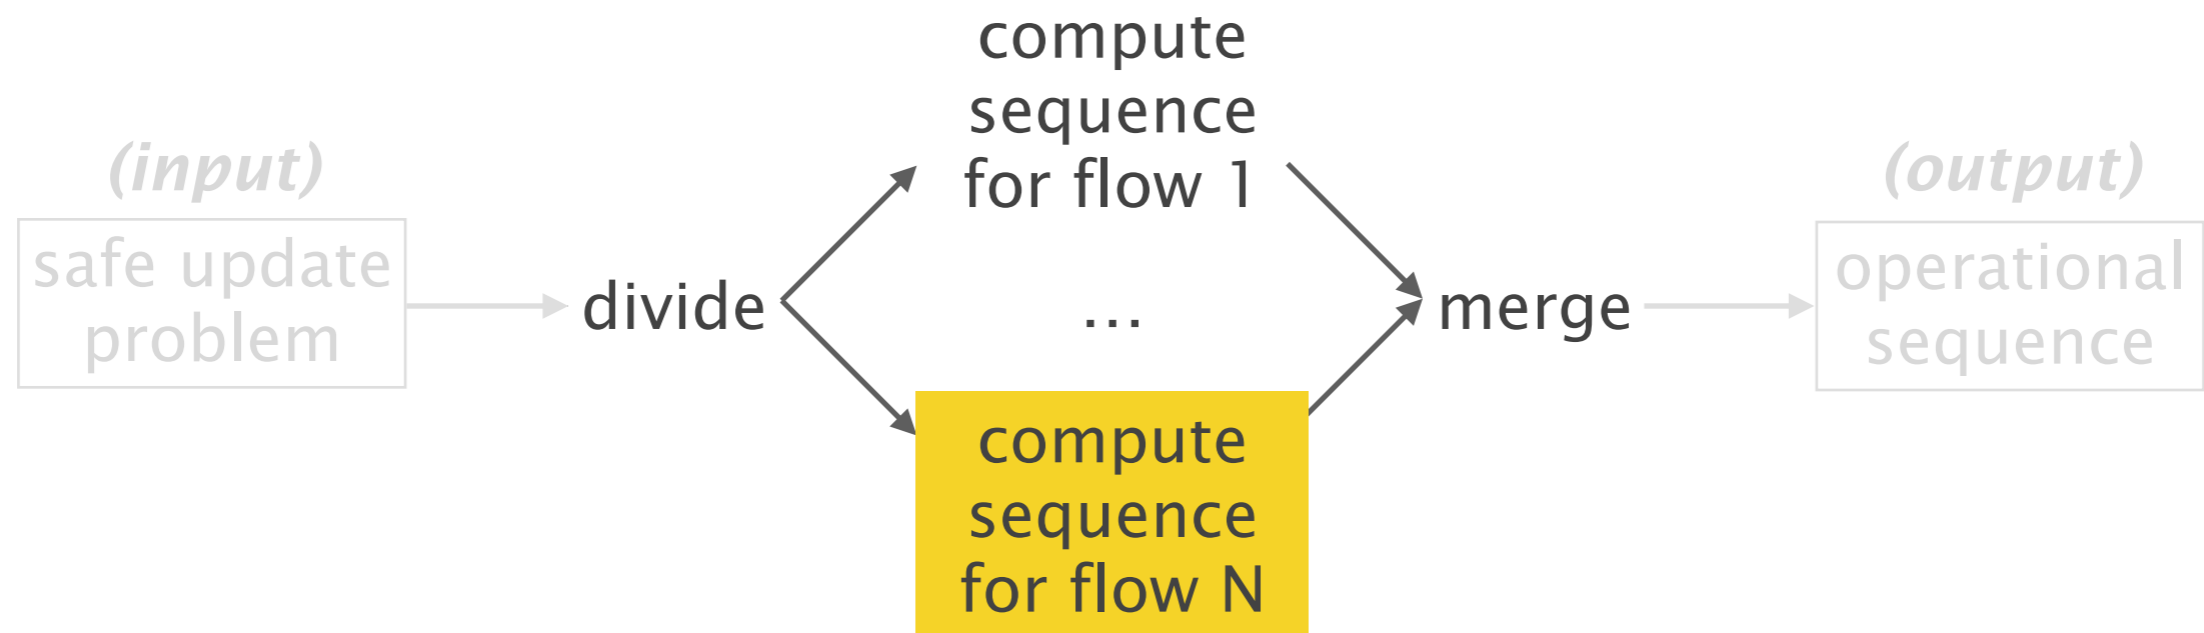 (input)
safe update
problem
divide
compute
sequence
for flow 1
…
compute
sequence
for flow N
merge
(output)
operational
sequence